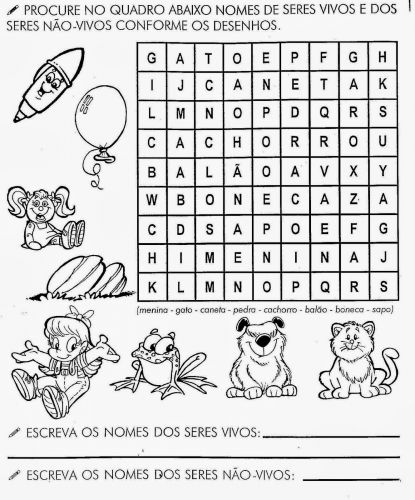 PROCURE NO QUADRO ABAIXO NOMES DE SERES VIVOS E DOS
SERES NÃO-VIVOS CONFORME OS DESENHOS.
G A T O E P F G H
I J C A N E T A K
L M N O P D Q R S
C A C H O R R O U
B A L Ã O A V X Y
W B O N E C A Z A
C D S A P O E F G
H I M E N I N A J
K L M N O P Q R S
(menina - gato - caneta - pedra - cachorro - balão - boneca - sapo)
ESCREVA OS NOMES DOS SERES VIVOS:
ESCREVA OS NOMES DOS SERES NÃO-VIVOS: